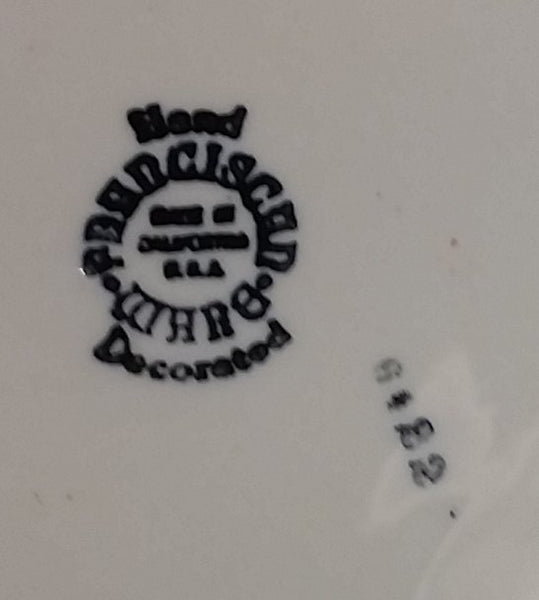 Hand
FRANCISCAN
MADE IN
CALIFORNIA
U.S.A.
WARE
Decorated